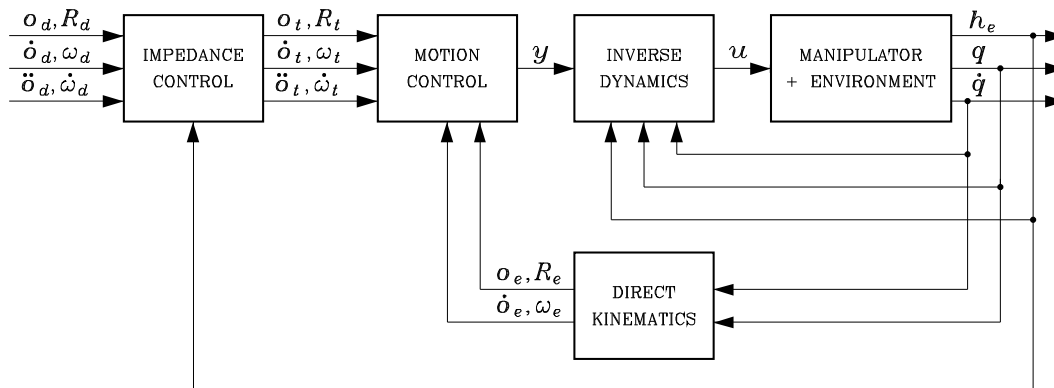 o_d, R_d
ȯ_d, ω_d
ö_d, ω̇_d
IMPEDANCE
CONTROL
o_t, R_t
ȯ_t, ω_t
ö_t, ω̇_t
MOTION
CONTROL
y
INVERSE
DYNAMICS
u
MANIPULATOR
+ ENVIRONMENT
h_e
q
q̇
o_e, R_e
ȯ_e, ω_e
DIRECT
KINEMATICS